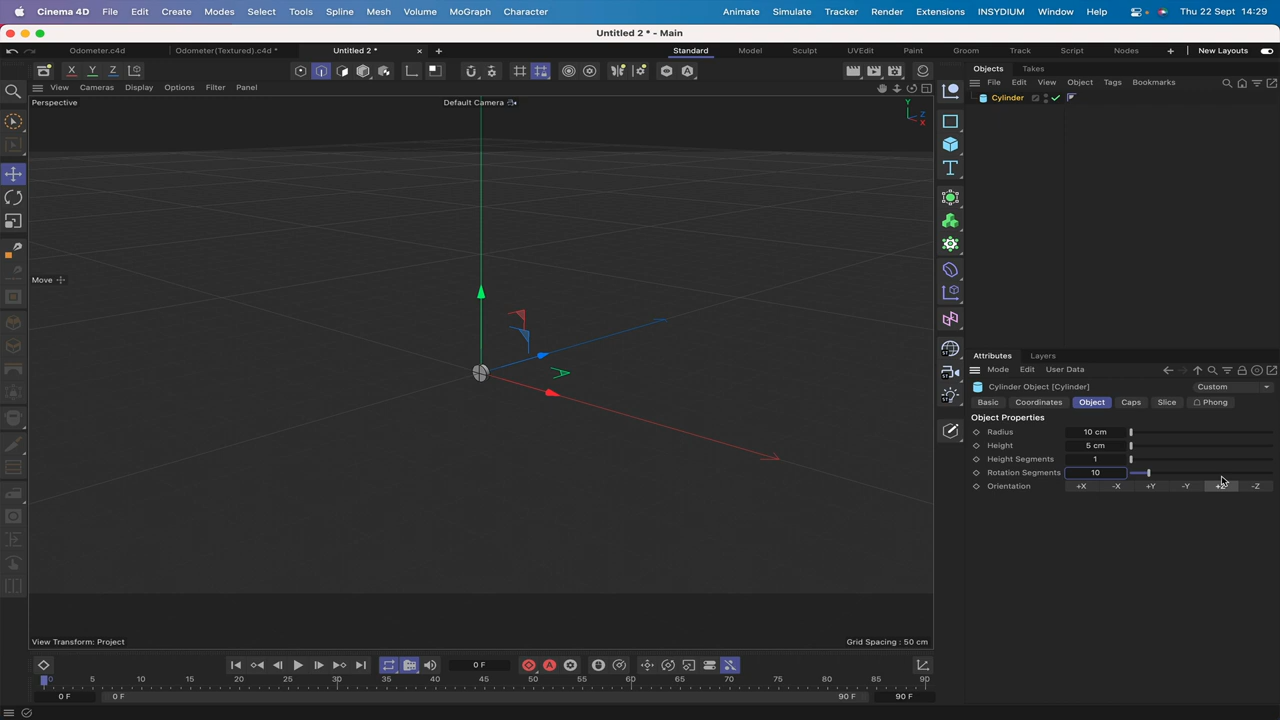 Cinema 4D File Edit Create Modes Select Tools Spline Mesh Volume MoGraph Character Animate Simulate Tracker Render Extensions INSYDIUM Window Help Thu 22 Sept 14:29
Untitled 2 * - Main
Odometer.c4d Odometer(Textured).c4d * Untitled 2 * × + Standard Model Sculpt UVEdit Paint Groom Track Script Nodes + New Layouts
X Y Z
Objects Takes
View Cameras Display Options Filter Panel
File Edit View Object Tags Bookmarks
Perspective Default Camera
Cylinder
Y
Z
X
Move
Attributes Layers
Mode Edit User Data
Cylinder Object [Cylinder] Custom
Basic Coordinates Object Caps Slice Phong
Object Properties
Radius 10 cm
Height 5 cm
Height Segments 1
Rotation Segments 10
Orientation +X -X +Y -Y -Z
View Transform: Project Grid Spacing : 50 cm
0 F
0 5 10 15 20 25 30 35 40 45 50 55 60 65 70 75 80 85 90
0 F 0 F 90 F 90 F